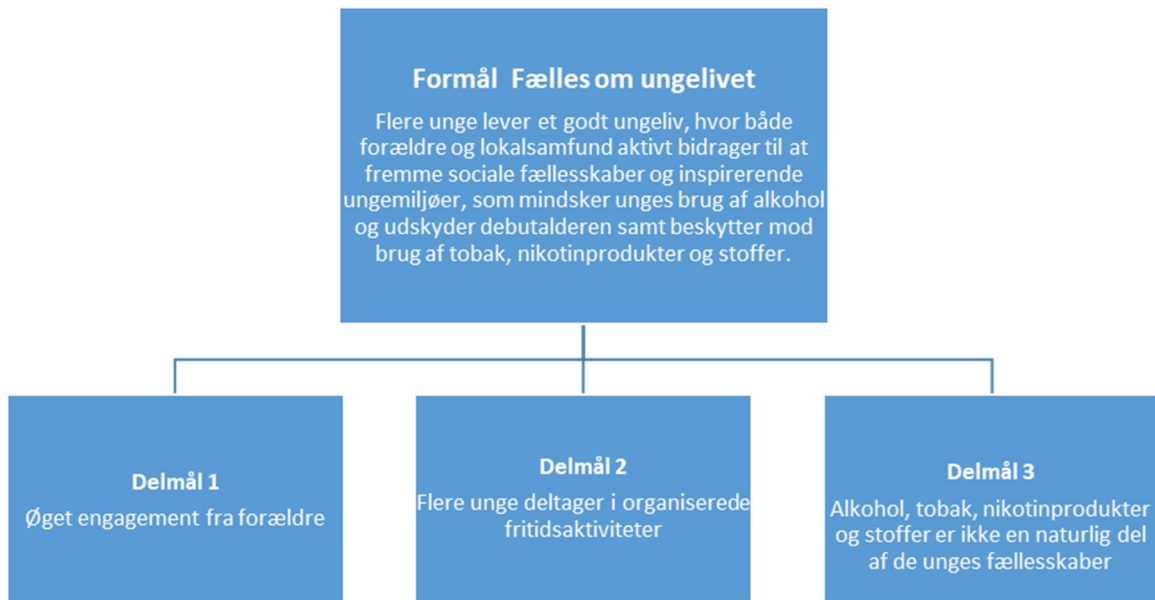 Formål Fælles om ungelivet
Flere unge lever et godt ungeliv, hvor både
forældre og lokalsamfund aktivt bidrager til at
fremme sociale fællesskaber og inspirerende
ungemiljøer, som mindsker unges brug af alkohol
og udskyder debutalderen samt beskytter mod
brug af tobak, nikotinprodukter og stoffer.
Delmål 1
Øget engagement fra forældre
Delmål 2
Flere unge deltager i organiserede
fritidsaktiviteter
Delmål 3
Alkohol, tobak, nikotinprodukter
og stoffer er ikke en naturlig del
af de unges fællesskaber